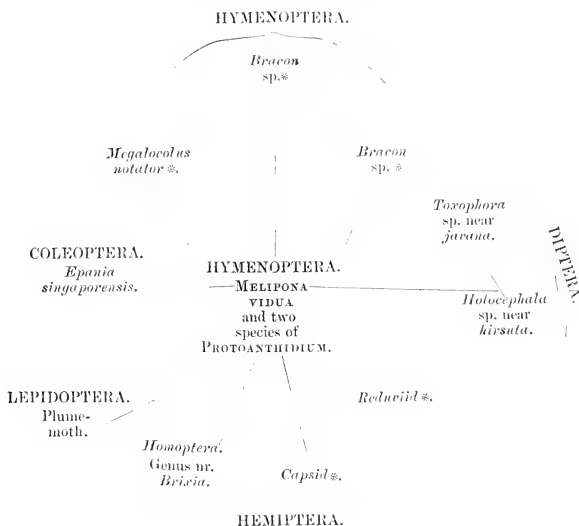 HYMENOPTERA.
Bracon
sp.*
Megalocolus
notator *.
Bracon
sp. *
Toxophora
sp. near
javana.
DIPTERA.
COLEOPTERA.
Epania
singaporensis.
HYMENOPTERA.
MELIPONA
VIDUA
and two
species of
PROTOANTHIDIUM.
Holocephala
sp. near
hirsuta.
LEPIDOPTERA.
Plume-
moth.
Reduviid *.
Homoptera.
Genus nr.
Brixia.
Capsid *.
HEMIPTERA.